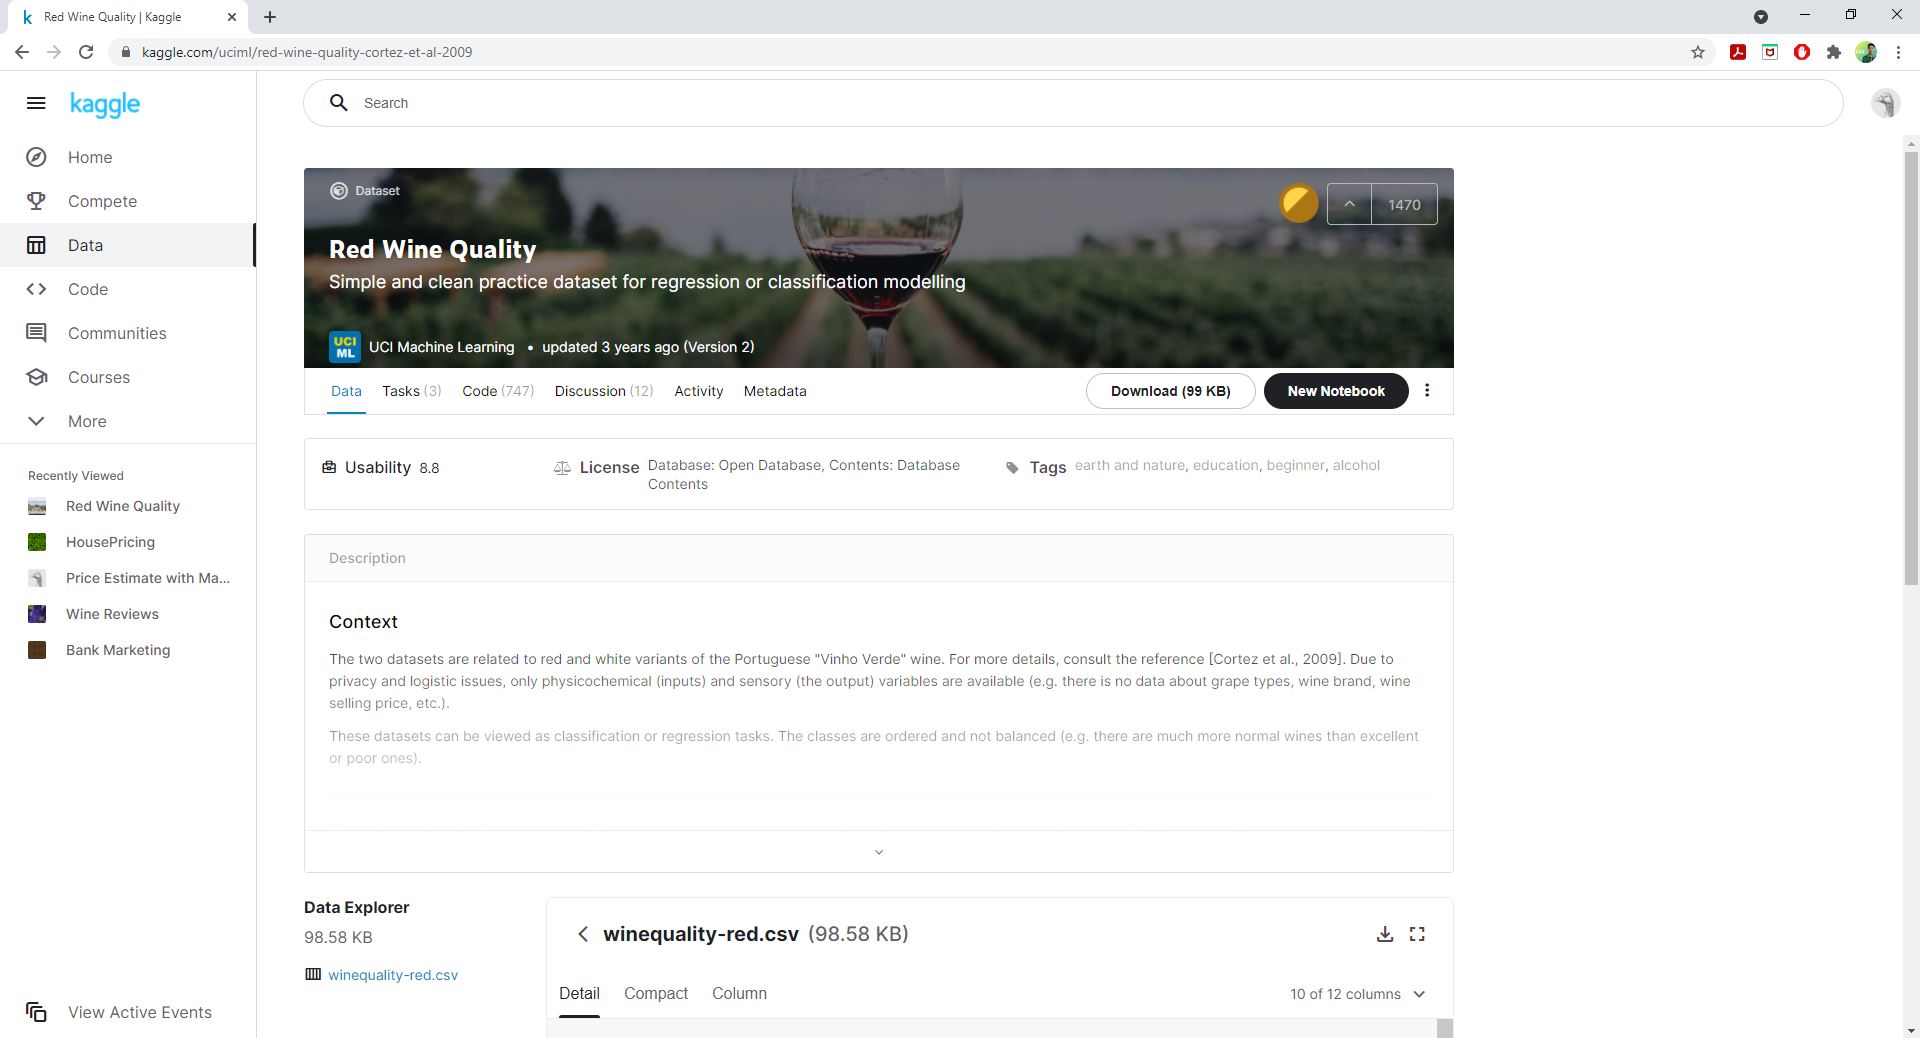 Red Wine Quality | Kaggle
kaggle.com/uciml/red-wine-quality-cortez-et-al-2009
kaggle
Search
Home
Compete
Data
Code
Communities
Courses
More
Recently Viewed
Red Wine Quality
HousePricing
Price Estimate with Ma...
Wine Reviews
Bank Marketing
View Active Events
Dataset
1470
Red Wine Quality
Simple and clean practice dataset for regression or classification modelling
UCI ML
UCI Machine Learning • updated 3 years ago (Version 2)
Data Tasks (3) Code (747) Discussion (12) Activity Metadata Download (99 KB) New Notebook
Usability 8.8
License Database: Open Database, Contents: Database
Contents
Tags earth and nature, education, beginner, alcohol
Description
Context
The two datasets are related to red and white variants of the Portuguese "Vinho Verde" wine. For more details, consult the reference [Cortez et al., 2009]. Due to
privacy and logistic issues, only physicochemical (inputs) and sensory (the output) variables are available (e.g. there is no data about grape types, wine brand, wine
selling price, etc.).
These datasets can be viewed as classification or regression tasks. The classes are ordered and not balanced (e.g. there are much more normal wines than excellent
or poor ones).
Data Explorer
98.58 KB
winequality-red.csv
winequality-red.csv (98.58 KB)
Detail Compact Column 10 of 12 columns